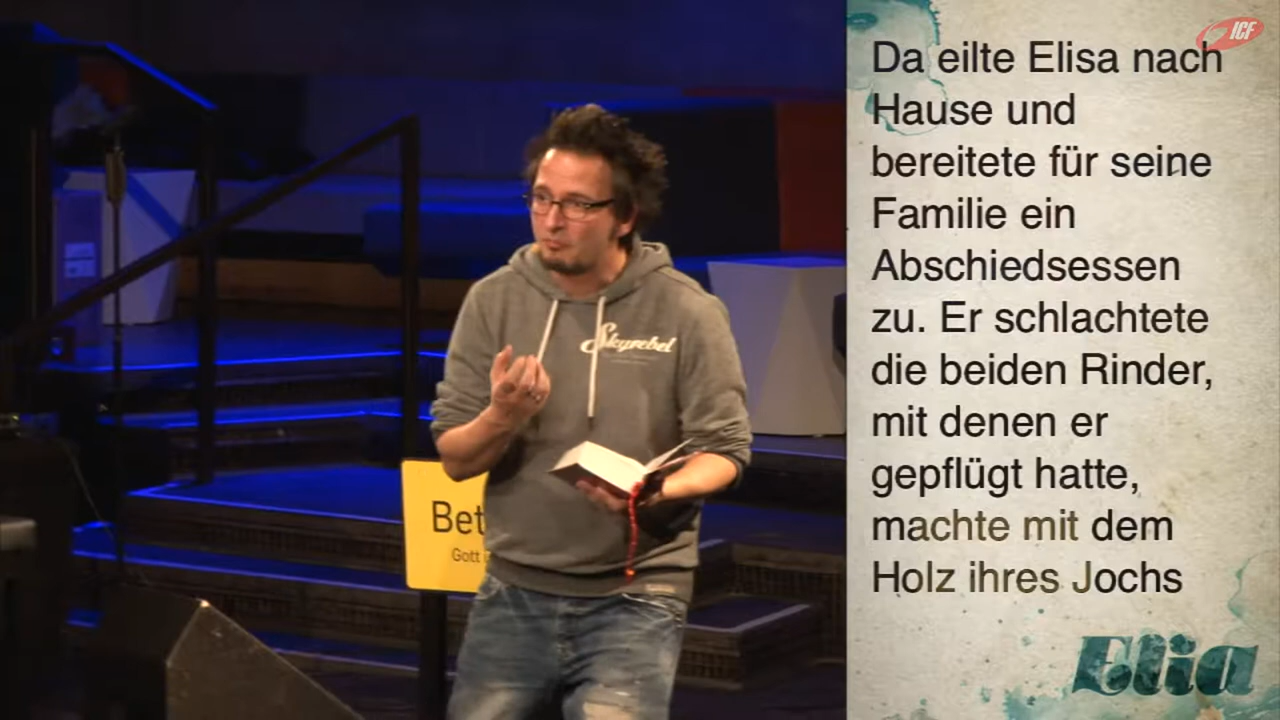 ICF
Da eilte Elisa nach
Hause und
bereitete für seine
Familie ein
Abschiedsessen
zu. Er schlachtete
die beiden Rinder,
mit denen er
gepflügt hatte,
machte mit dem
Holz ihres Jochs
Elia
Skyrebel
Bet
Gott